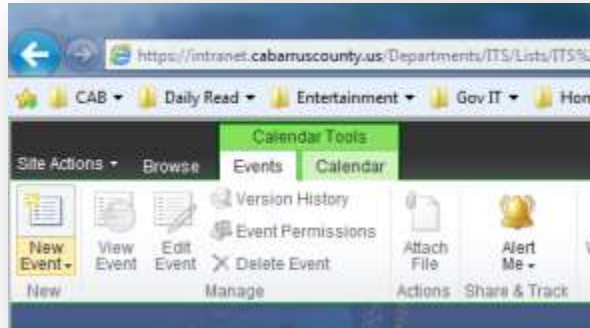 https://intranet.cabarruscounty.us/Departments/ITS/Lists/ITS%
CAB Daily Read Entertainment Gov IT Hon
Calendar Tools
Site Actions Browse Events Calendar
Version History
Event Permissions
Delete Event
New Event
View Event
Edit Event
Attach File
Alert Me
New Manage Actions Share & Track